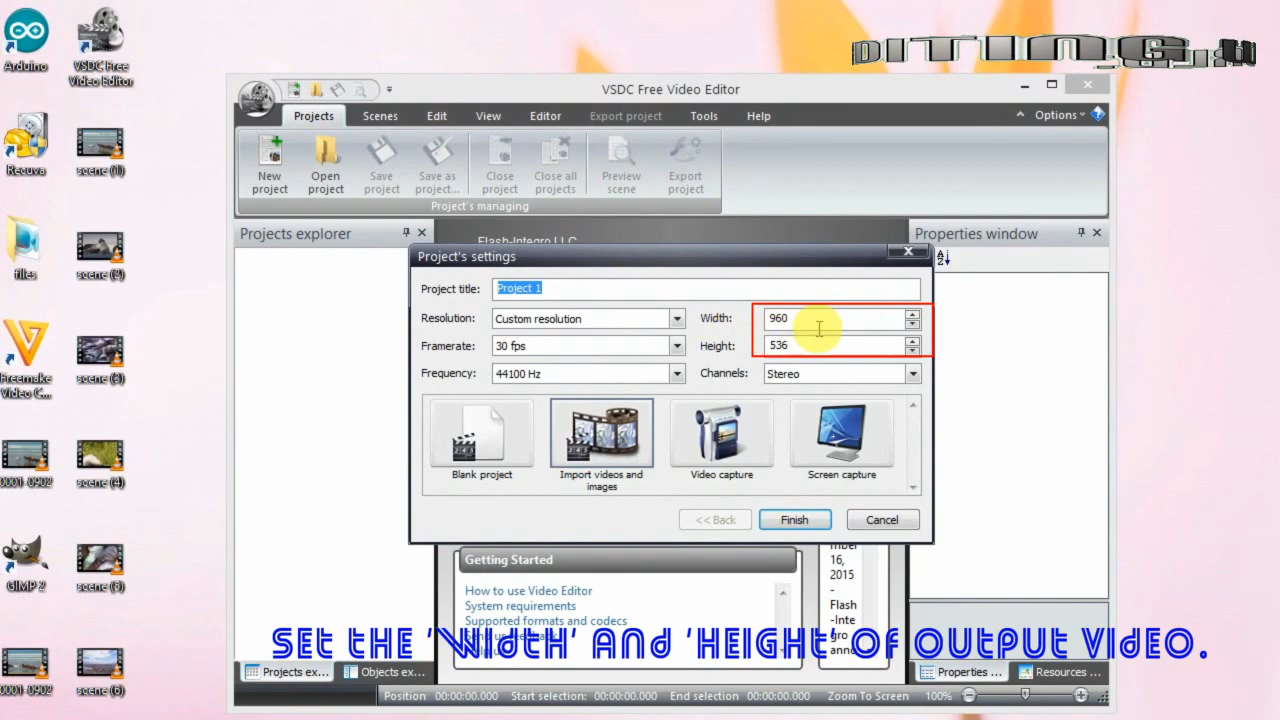 Arduino
VSDC Free
Video Editor
Recuva
scene (1)
files
scene (2)
Freemake
Video C...
scene (3)
0001-0902
scene (4)
GIMP 2
scene (5)
0001-0902
scene (6)
VSDC Free Video Editor
Projects Scenes Edit View Editor Export project Tools Help Options
New project
Open project
Save project
Save as project...
Close project
Close all projects
Preview scene
Export project
Project's managing
Projects explorer
Flash-Integro LLC
Properties window
Project's settings
Project title: Project 1
Resolution: Custom resolution Width: 960
Framerate: 30 fps Height: 536
Frequency: 44100 Hz Channels: Stereo
Blank project
Import videos and
images
Video capture
Screen capture
<< Back Finish Cancel
Getting Started
How to use Video Editor
System requirements
Supported formats and codecs
16,
2015
-
Flash
-Inte
gro
anno
Set the 'Width' and 'Height' of output video.
Projects ex... Objects ex... Properties ... Resources ...
Position 00:00:00.000 Start selection: 00:00:00.000 End selection 00:00:00.000 Zoom To Screen 100%